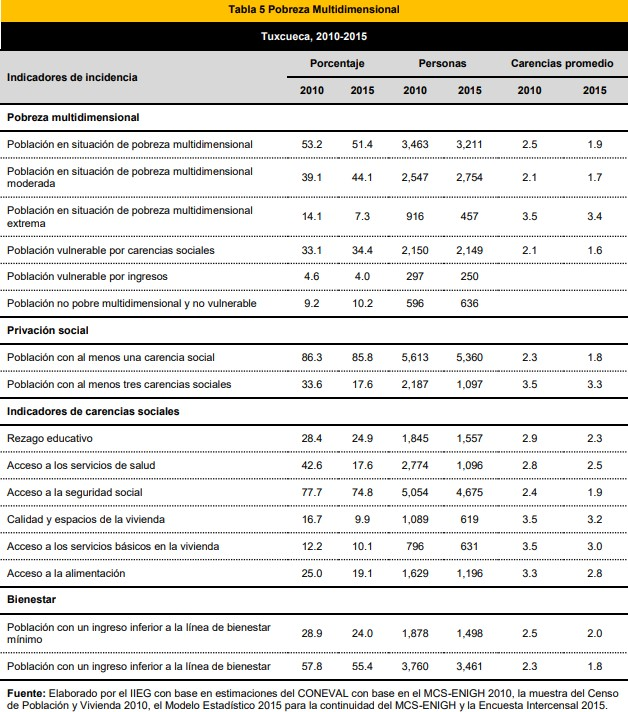 Tabla 5 Pobreza Multidimensional
Tuxcueca, 2010-2015
Indicadores de incidencia Porcentaje Personas Carencias promedio
2010 2015 2010 2015 2010 2015
Pobreza multidimensional
Población en situación de pobreza multidimensional 53.2 51.4 3,463 3,211 2.5 1.9
Población en situación de pobreza multidimensional
moderada 39.1 44.1 2,547 2,754 2.1 1.7
Población en situación de pobreza multidimensional
extrema 14.1 7.3 916 457 3.5 3.4
Población vulnerable por carencias sociales 33.1 34.4 2,150 2,149 2.1 1.6
Población vulnerable por ingresos 4.6 4.0 297 250
Población no pobre multidimensional y no vulnerable 9.2 10.2 596 636
Privación social
Población con al menos una carencia social 86.3 85.8 5,613 5,360 2.3 1.8
Población con al menos tres carencias sociales 33.6 17.6 2,187 1,097 3.5 3.3
Indicadores de carencias sociales
Rezago educativo 28.4 24.9 1,845 1,557 2.9 2.3
Acceso a los servicios de salud 42.6 17.6 2,774 1,096 2.8 2.5
Acceso a la seguridad social 77.7 74.8 5,054 4,675 2.4 1.9
Calidad y espacios de la vivienda 16.7 9.9 1,089 619 3.5 3.2
Acceso a los servicios básicos en la vivienda 12.2 10.1 796 631 3.5 3.0
Acceso a la alimentación 25.0 19.1 1,629 1,196 3.3 2.8
Bienestar
Población con un ingreso inferior a la línea de bienestar
mínimo 28.9 24.0 1,878 1,498 2.5 2.0
Población con un ingreso inferior a la línea de bienestar 57.8 55.4 3,760 3,461 2.3 1.8
Fuente: Elaborado por el IIEG con base en estimaciones del CONEVAL con base en el MCS-ENIGH 2010, la muestra del Censo
de Población y Vivienda 2010, el Modelo Estadístico 2015 para la continuidad del MCS-ENIGH y la Encuesta Intercensal 2015.